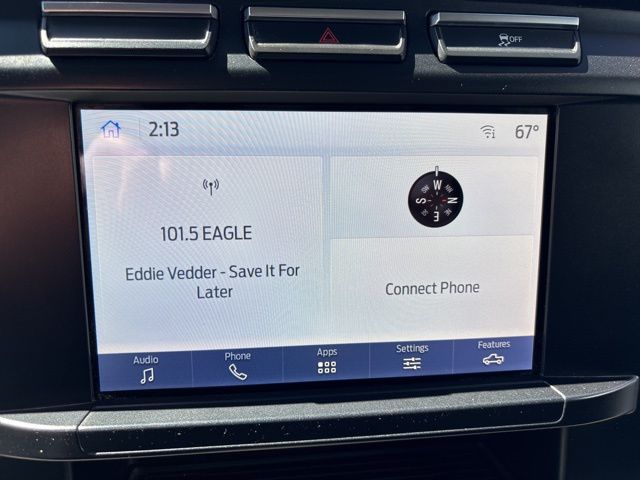 OFF
2:13
67°
101.5 EAGLE
Eddie Vedder - Save It For
Later
W
S
N
E
Connect Phone
Audio
Phone
Apps
Settings
Features